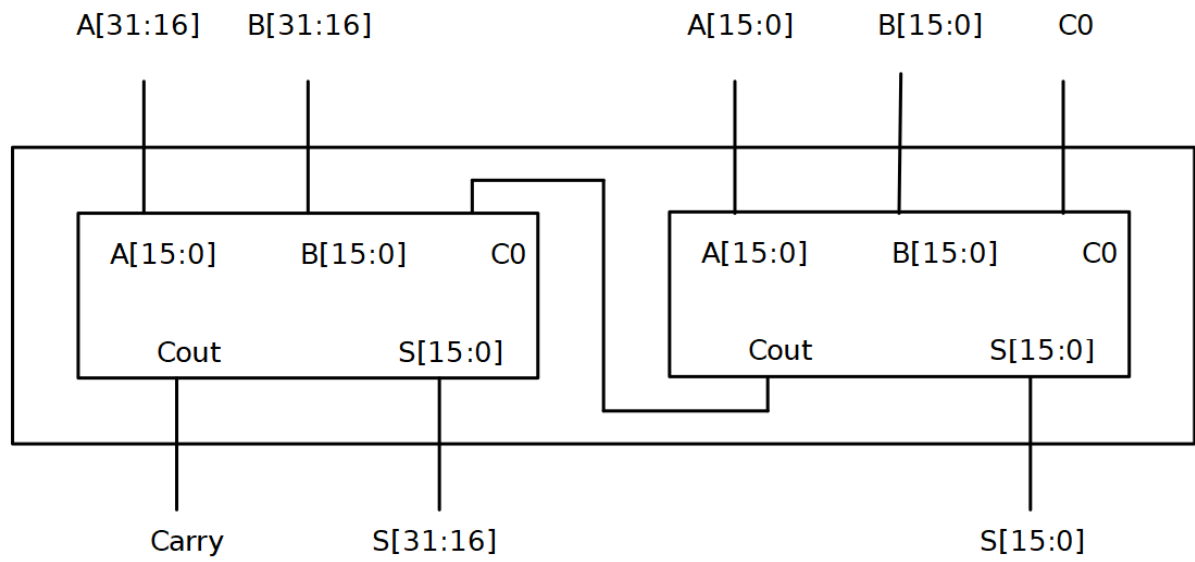 A[31:16] B[31:16] A[15:0] B[15:0] C0
A[15:0] B[15:0] C0 A[15:0] B[15:0] C0
Cout S[15:0] Cout S[15:0]
Carry S[31:16] S[15:0]